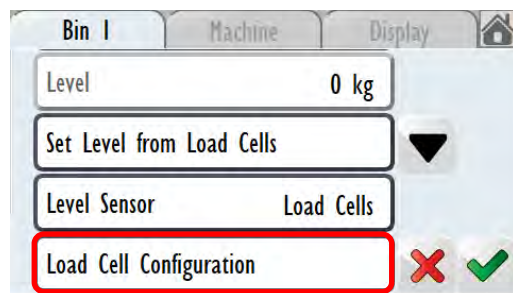 Bin 1 Machine Display
Level 0 kg
Set Level from Load Cells
Level Sensor Load Cells
Load Cell Configuration